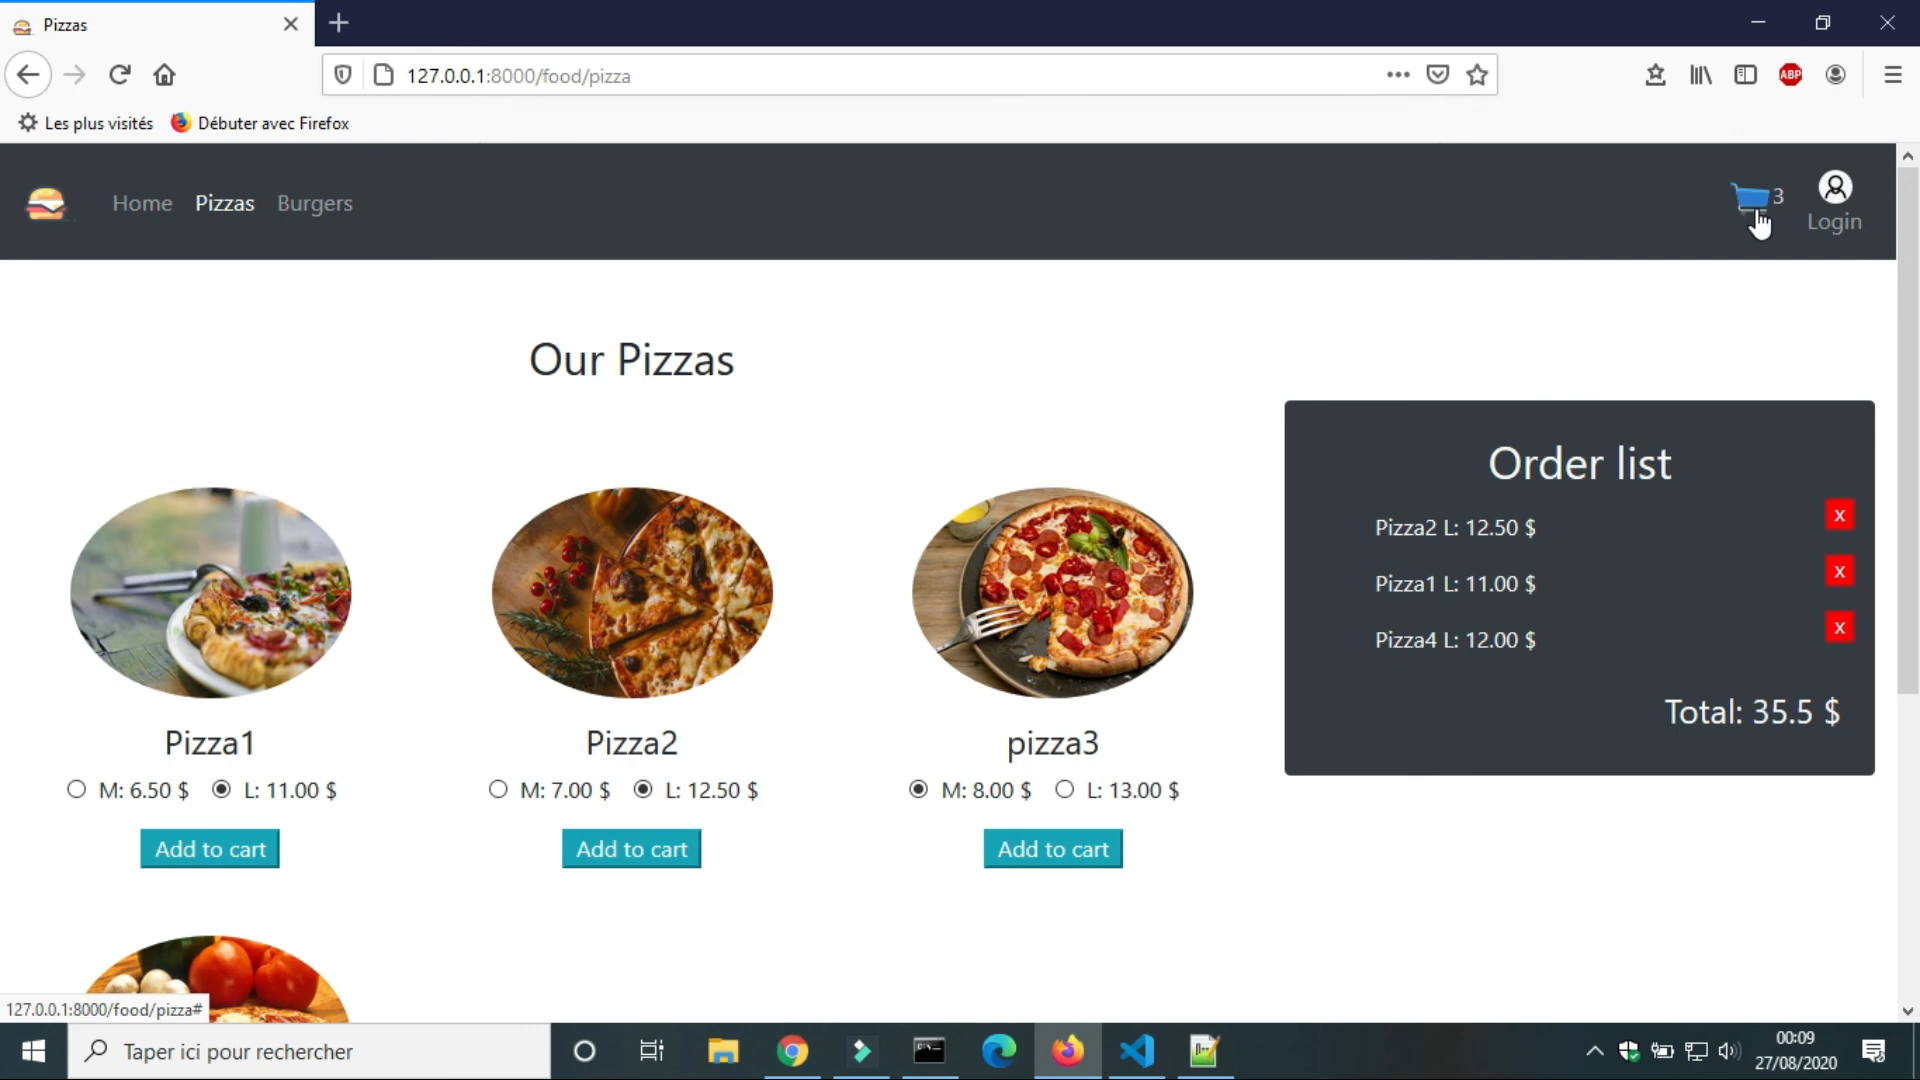 Pizzas
127.0.0.1:8000/food/pizza
ABP
Les plus visités
Débuter avec Firefox
Home
Pizzas
Burgers
3
Login
Our Pizzas
Order list
Pizza2 L: 12.50 $
x
Pizza1 L: 11.00 $
x
Pizza4 L: 12.00 $
x
Total: 35.5 $
Pizza1
Pizza2
pizza3
M: 6.50 $
L: 11.00 $
M: 7.00 $
L: 12.50 $
M: 8.00 $
L: 13.00 $
Add to cart
Add to cart
Add to cart
127.0.0.1:8000/food/pizza#
Taper ici pour rechercher
00:09
27/08/2020